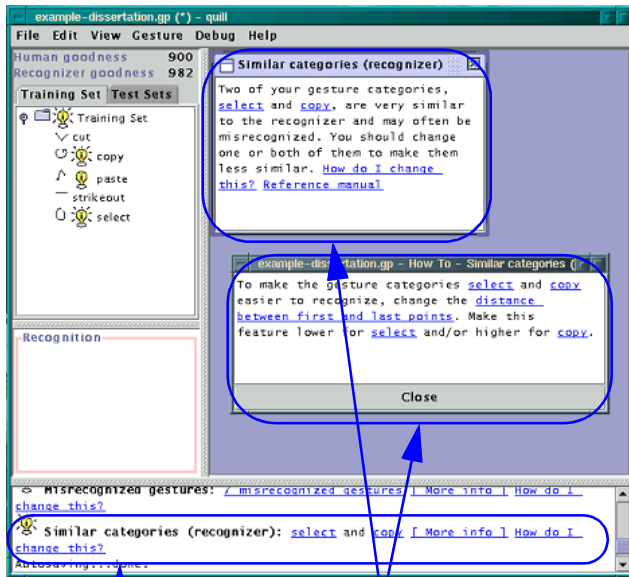 example-dissertation.gp (*) - quill
File Edit View Gesture Debug Help
Human goodness 900
Recognizer goodness 982
Training Set Test Sets
Training Set
cut
copy
paste
strikeout
select
Recognition
Similar categories (recognizer)
Two of your gesture categories,
select and copy, are very similar
to the recognizer and may often be
misrecognized. You should change
one or both of them to make them
less similar. How do I change
this? Reference manual
example-dissertation.gp - How To - Similar categories (
To make the gesture categories select and copy
easier to recognize, change the distance
between first and last points. Make this
feature lower for select and/or higher for copy.
Close
Misrecognized gestures: 7 misrecognized gestures [ More info ] How do I
change this?
Similar categories (recognizer): select and copy [ More info ] How do I
change this?
Autosaving...done.